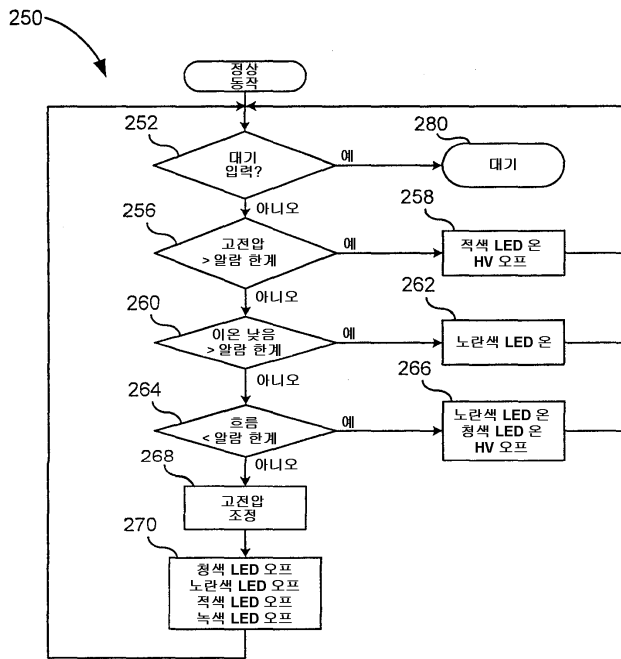 250
정상
동작
252
대기
입력?
예
280
대기
아니오
256
고전압
> 알람 한계
예
258
적색 LED 온
HV 오프
아니오
260
이온 낮음
> 알람 한계
예
262
노란색 LED 온
아니오
264
흐름
< 알람 한계
예
266
노란색 LED 온
청색 LED 온
HV 오프
아니오
268
고전압
조정
270
청색 LED 오프
노란색 LED 오프
적색 LED 오프
녹색 LED 오프